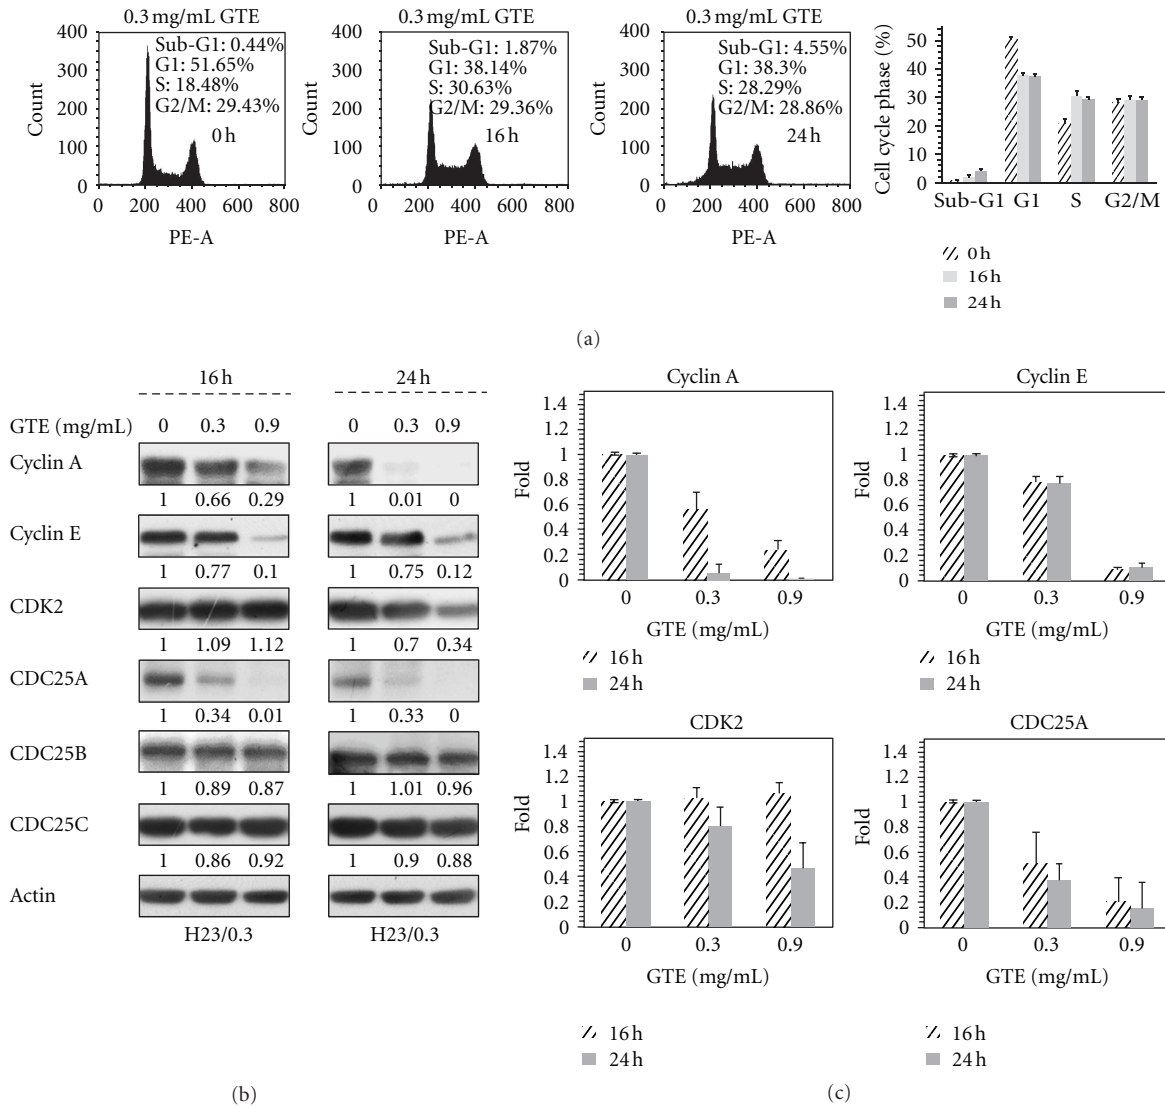 0.3 mg/mL GTE
400
300
200
100
0
Count
Sub-G1: 0.44%
G1: 51.65%
S: 18.48%
G2/M: 29.43%
0 h
0 200 400 600 800
PE-A
0.3 mg/mL GTE
400
300
200
100
0
Count
Sub-G1: 1.87%
G1: 38.14%
S: 30.63%
G2/M: 29.36%
16 h
0 200 400 600 800
PE-A
0.3 mg/mL GTE
400
300
200
100
0
Count
Sub-G1: 4.55%
G1: 38.3%
S: 28.29%
G2/M: 28.86%
24 h
0 200 400 600 800
PE-A
Cell cycle phase (%)
50
40
30
20
10
0
Sub-G1 G1 S G2/M
0 h
16 h
24 h
(a)
16 h 24 h
GTE (mg/mL) 0 0.3 0.9 0 0.3 0.9
Cyclin A
1 0.66 0.29 1 0.01 0
Cyclin E
1 0.77 0.1 1 0.75 0.12
CDK2
1 1.09 1.12 1 0.7 0.34
CDC25A
1 0.34 0.01 1 0.33 0
CDC25B
1 0.89 0.87 1 1.01 0.96
CDC25C
1 0.86 0.92 1 0.9 0.88
Actin
H23/0.3 H23/0.3
(b)
Cyclin A
Fold
1.4
1.2
1
0.8
0.6
0.4
0.2
0
0 0.3 0.9
GTE (mg/mL)
16 h
24 h
Cyclin E
Fold
1.4
1.2
1
0.8
0.6
0.4
0.2
0
0 0.3 0.9
GTE (mg/mL)
16 h
24 h
CDK2
Fold
1.4
1.2
1
0.8
0.6
0.4
0.2
0
0 0.3 0.9
GTE (mg/mL)
16 h
24 h
CDC25A
Fold
1.4
1.2
1
0.8
0.6
0.4
0.2
0
0 0.3 0.9
GTE (mg/mL)
16 h
24 h
(c)